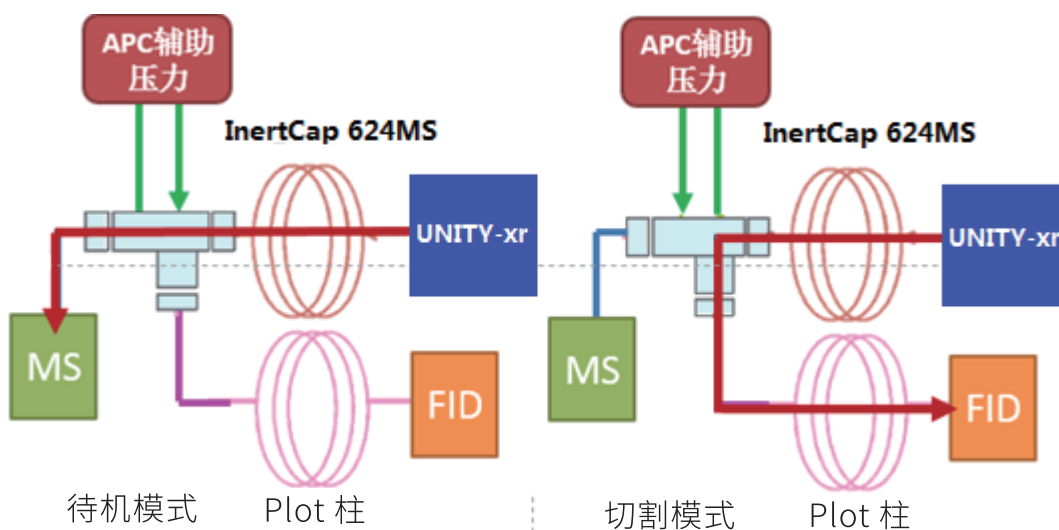 APC辅助
压力
InertCap 624MS
UNITY-xr
MS
FID
待机模式
Plot 柱
APC辅助
压力
InertCap 624MS
UNITY-xr
MS
FID
切割模式
Plot 柱